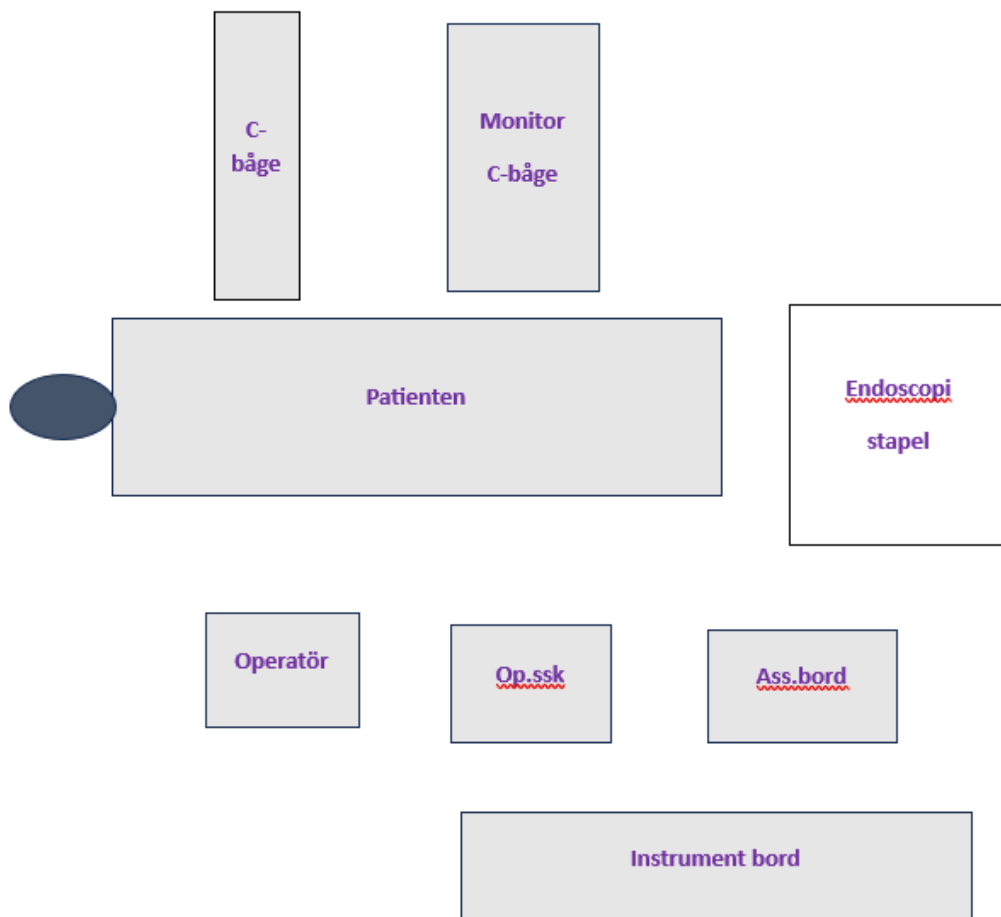 C-
båge
Monitor
C-båge
Patienten
Endoscopi
stapel
Operatör
Op.ssk
Ass.bord
Instrument bord